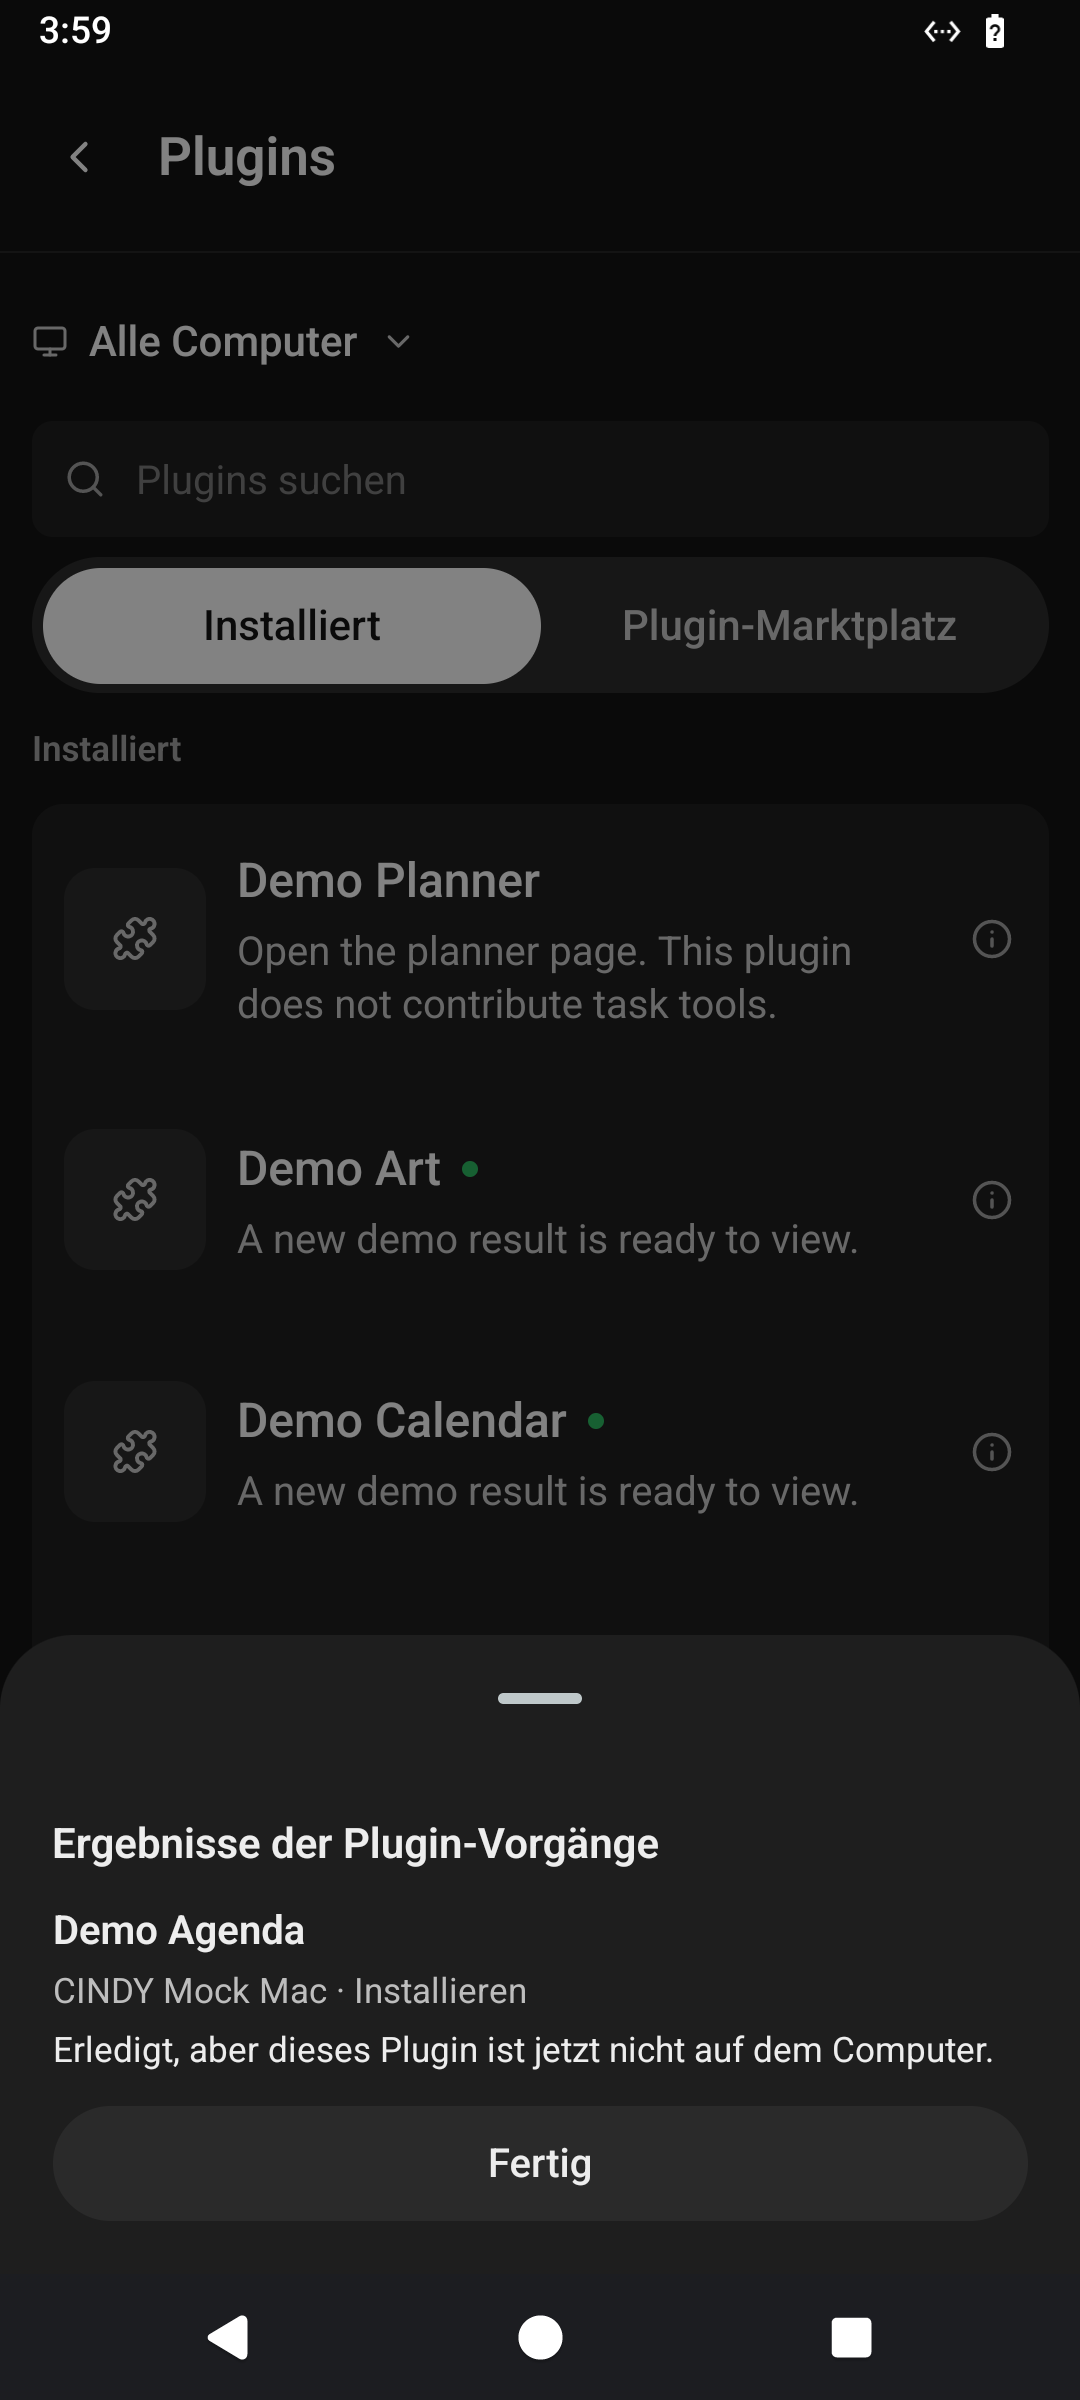 3:59
Plugins
Alle Computer
Plugins suchen
Installiert
Plugin-Marktplatz
Installiert
Demo Planner
Open the planner page. This plugin
does not contribute task tools.
Demo Art
A new demo result is ready to view.
Demo Calendar
A new demo result is ready to view.
Ergebnisse der Plugin-Vorgänge
Demo Agenda
CINDY Mock Mac · Installieren
Erledigt, aber dieses Plugin ist jetzt nicht auf dem Computer.
Fertig